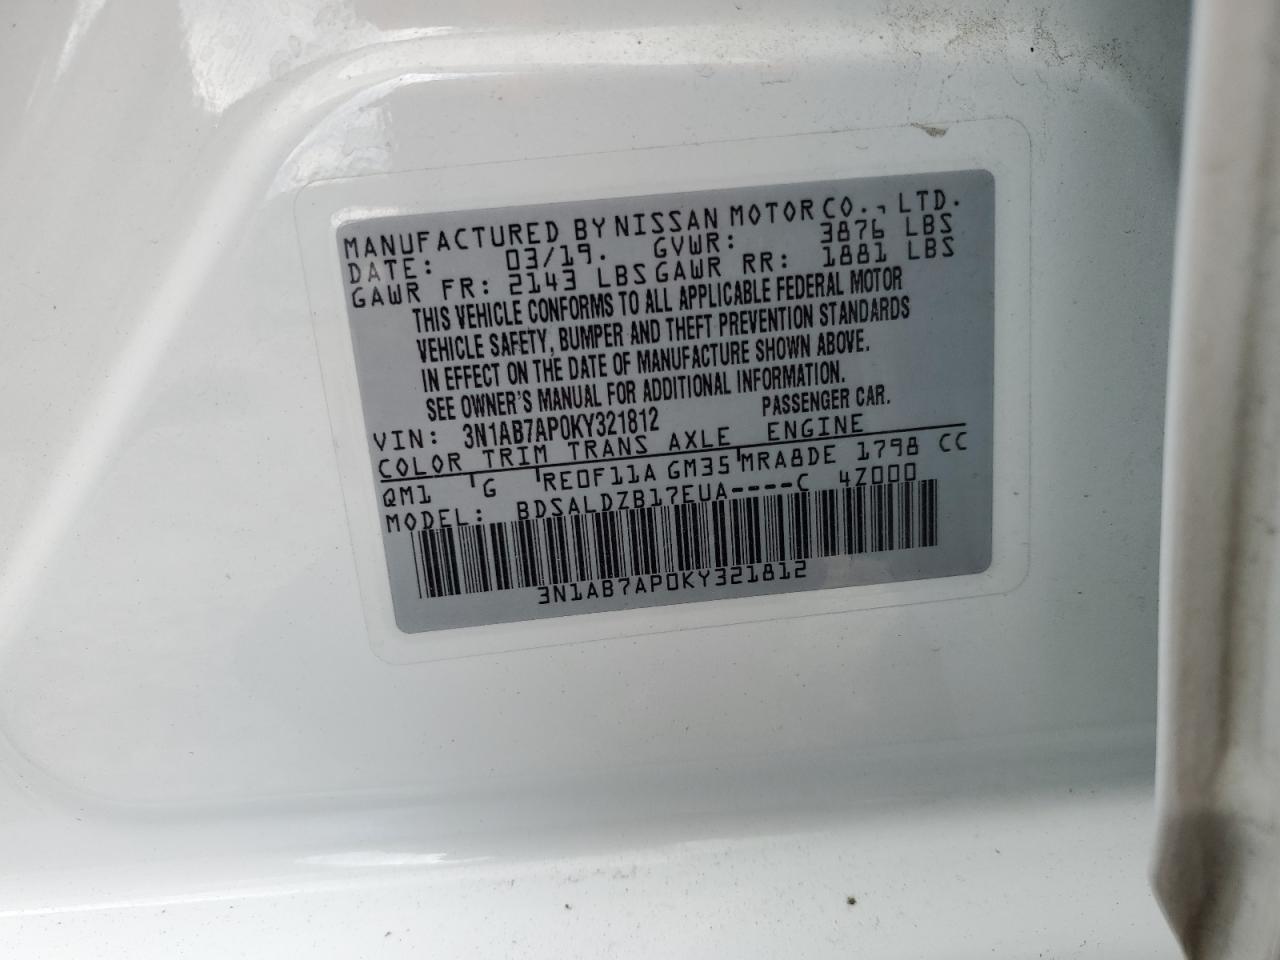 MANUFACTURED BY NISSAN MOTOR CO., LTD.
DATE: 03/19. GVWR: 3876 LBS
GAWR FR: 2143 LBS GAWR RR: 1881 LBS
THIS VEHICLE CONFORMS TO ALL APPLICABLE FEDERAL MOTOR
VEHICLE SAFETY, BUMPER AND THEFT PREVENTION STANDARDS
IN EFFECT ON THE DATE OF MANUFACTURE SHOWN ABOVE.
SEE OWNER'S MANUAL FOR ADDITIONAL INFORMATION.
VIN: 3N1AB7AP0KY321812 PASSENGER CAR.
COLOR TRIM TRANS AXLE ENGINE
QM1 G RE0F11A GM35 MRA8DE 1798 CC
MODEL: BDSALDZB17EUA----C 4Z000
3N1AB7AP0KY321812